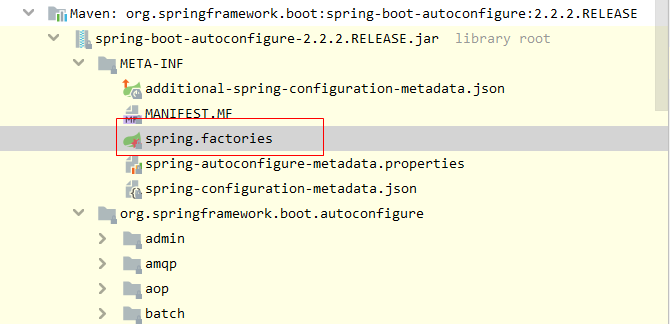 Maven: org.springframework.boot:spring-boot-autoconfigure:2.2.2.RELEASE
spring-boot-autoconfigure-2.2.2.RELEASE.jar library root
META-INF
additional-spring-configuration-metadata.json
MANIFEST.MF
spring.factories
spring-autoconfigure-metadata.properties
spring-configuration-metadata.json
org.springframework.boot.autoconfigure
admin
amqp
aop
batch